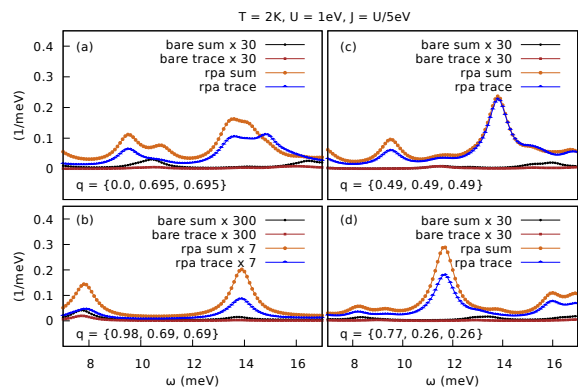 T = 2K, U = 1eV, J = U/5eV
(a)
bare sum x 30
bare trace x 30
rpa sum
rpa trace
q = {0.0, 0.695, 0.695}
(1/meV)
0.4
0.3
0.2
0.1
0
(c)
bare sum x 30
bare trace x 30
rpa sum
rpa trace
q = {0.49, 0.49, 0.49}
(b)
bare sum x 300
bare trace x 300
rpa sum x 7
rpa trace x 7
q = {0.98, 0.69, 0.69}
(1/meV)
0.4
0.3
0.2
0.1
0
8 10 12 14 16
ω (meV)
(d)
bare sum x 30
bare trace x 30
rpa sum
rpa trace
q = {0.77, 0.26, 0.26}
8 10 12 14 16
ω (meV)